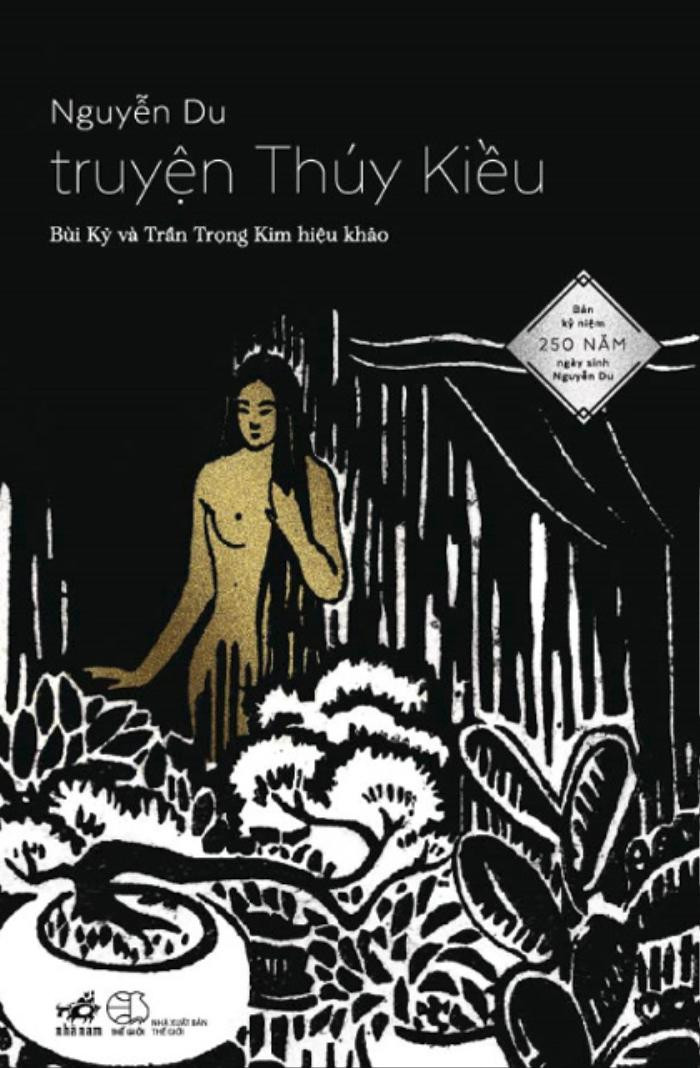 Nguyễn Du
truyện Thúy Kiều
Bùi Kỷ và Trần Trọng Kim hiệu khảo
Bản
kỷ niệm
250 NĂM
ngày sinh
Nguyễn Du
nhã nam
THẾ GIỚI
NHÀ XUẤT BẢN
THẾ GIỚI